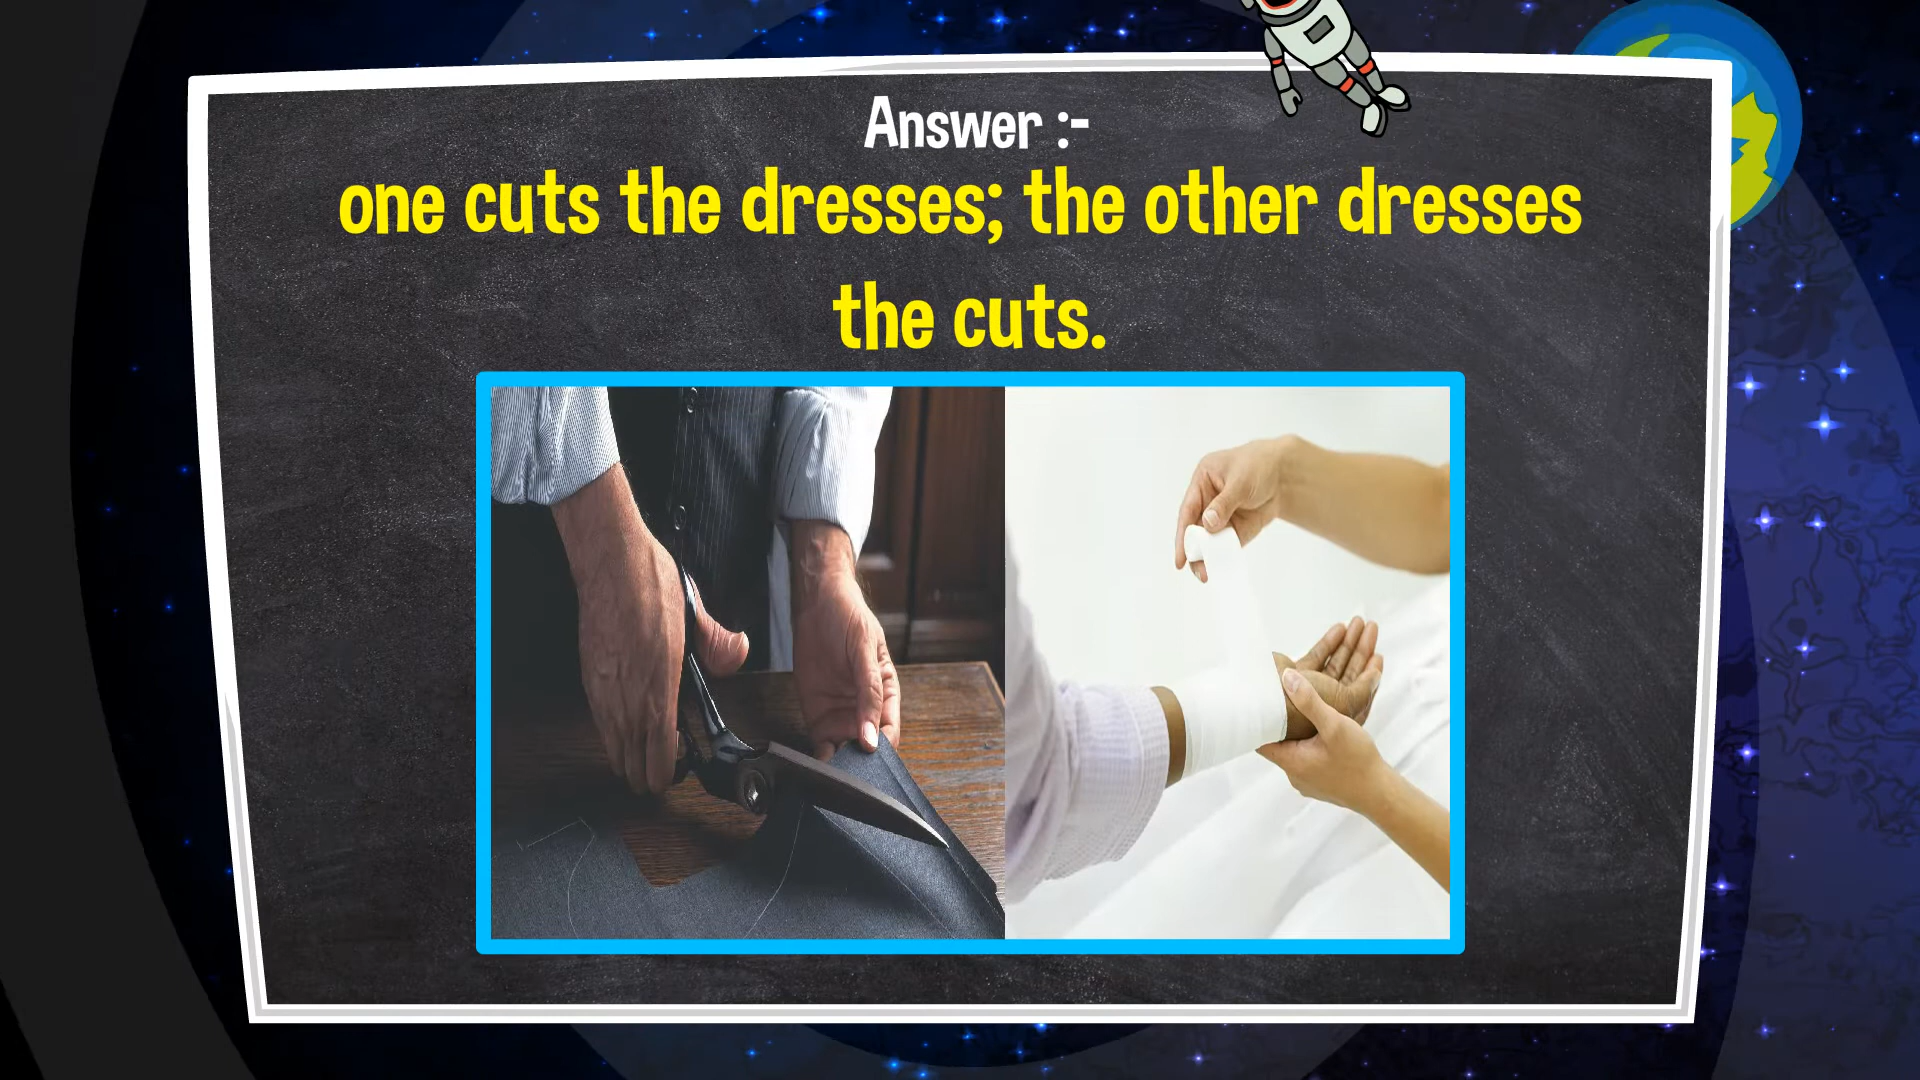 Answer :-
one cuts the dresses; the other dresses
the cuts.